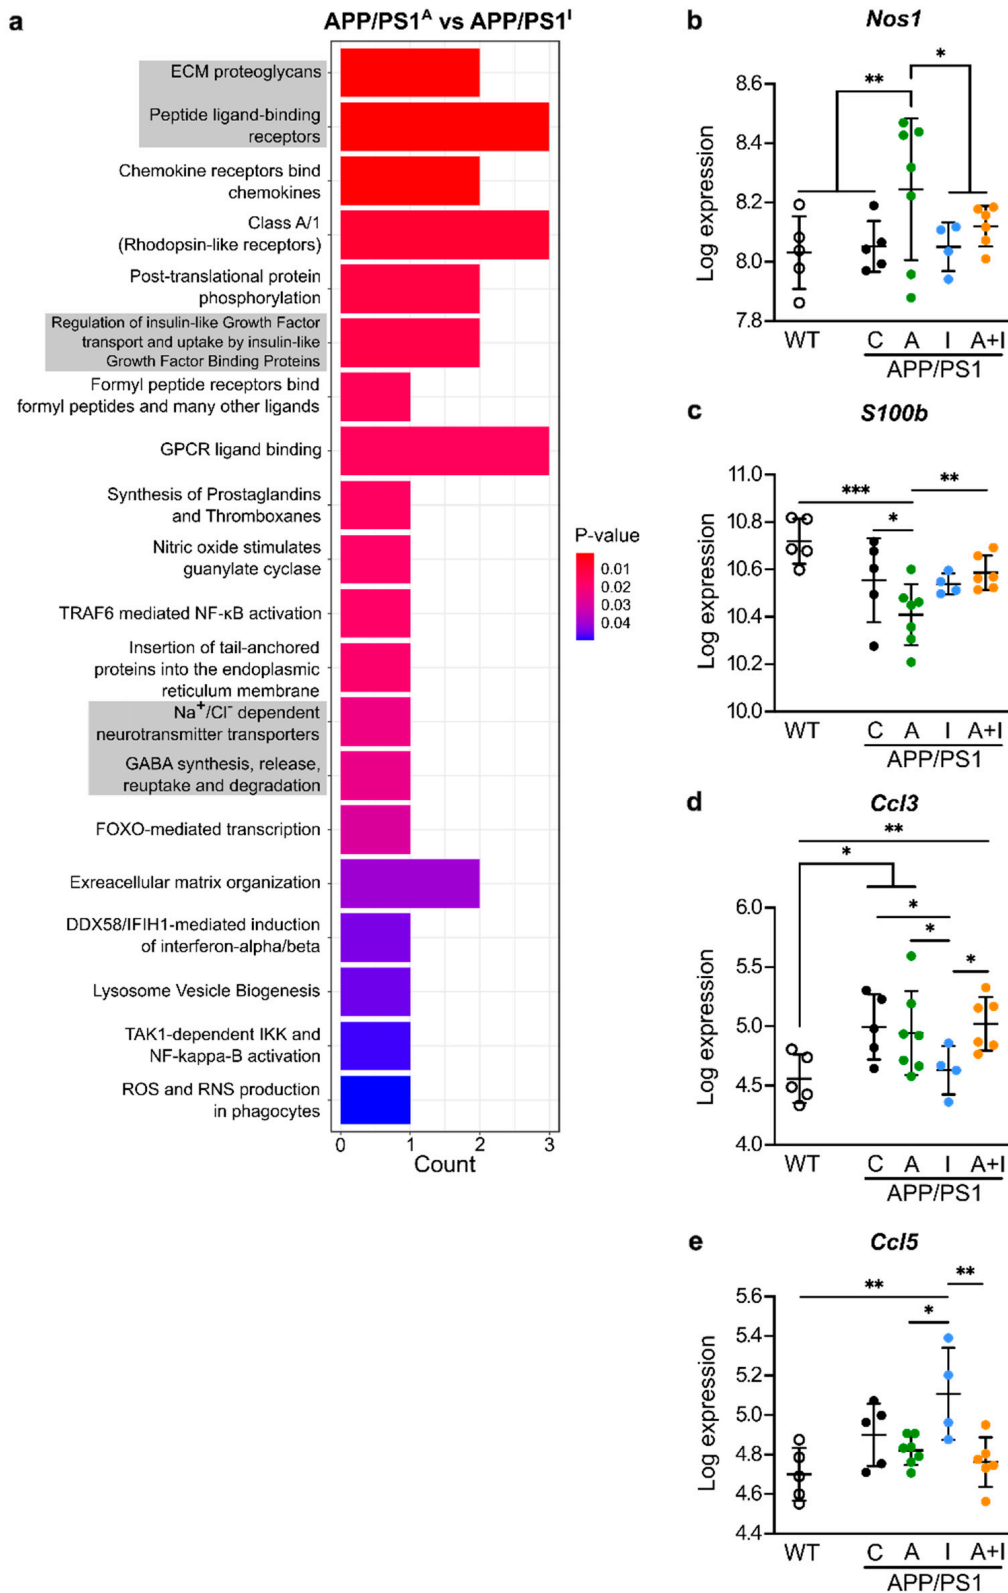 a
APP/PS1^A vs APP/PS1^I
ECM proteoglycans
Peptide ligand-binding
receptors
Chemokine receptors bind
chemokines
Class A/1
(Rhodopsin-like receptors)
Post-translational protein
phosphorylation
Regulation of insulin-like Growth Factor
transport and uptake by insulin-like
Growth Factor Binding Proteins
Formyl peptide receptors bind
formyl peptides and many other ligands
GPCR ligand binding
Synthesis of Prostaglandins
and Thromboxanes
Nitric oxide stimulates
guanylate cyclase
TRAF6 mediated NF-κB activation
Insertion of tail-anchored
proteins into the endoplasmic
reticulum membrane
Na⁺/Cl⁻ dependent
neurotransmitter transporters
GABA synthesis, release,
reuptake and degradation
FOXO-mediated transcription
Exreacellular matrix organization
DDX58/IFIH1-mediated induction
of interferon-alpha/beta
Lysosome Vesicle Biogenesis
TAK1-dependent IKK and
NF-kappa-B activation
ROS and RNS production
in phagocytes
0 1 2 3
Count
P-value
0.01
0.02
0.03
0.04
b
Nos1
**
*
Log expression
8.6
8.4
8.2
8.0
7.8
WT C A I A+I
APP/PS1
c
S100b
***
**
*
Log expression
11.0
10.8
10.6
10.4
10.2
10.0
WT C A I A+I
APP/PS1
d
Ccl3
**
*
*
*
*
Log expression
6.0
5.5
5.0
4.5
4.0
WT C A I A+I
APP/PS1
e
Ccl5
**
**
*
Log expression
5.6
5.4
5.2
5.0
4.8
4.6
4.4
WT C A I A+I
APP/PS1